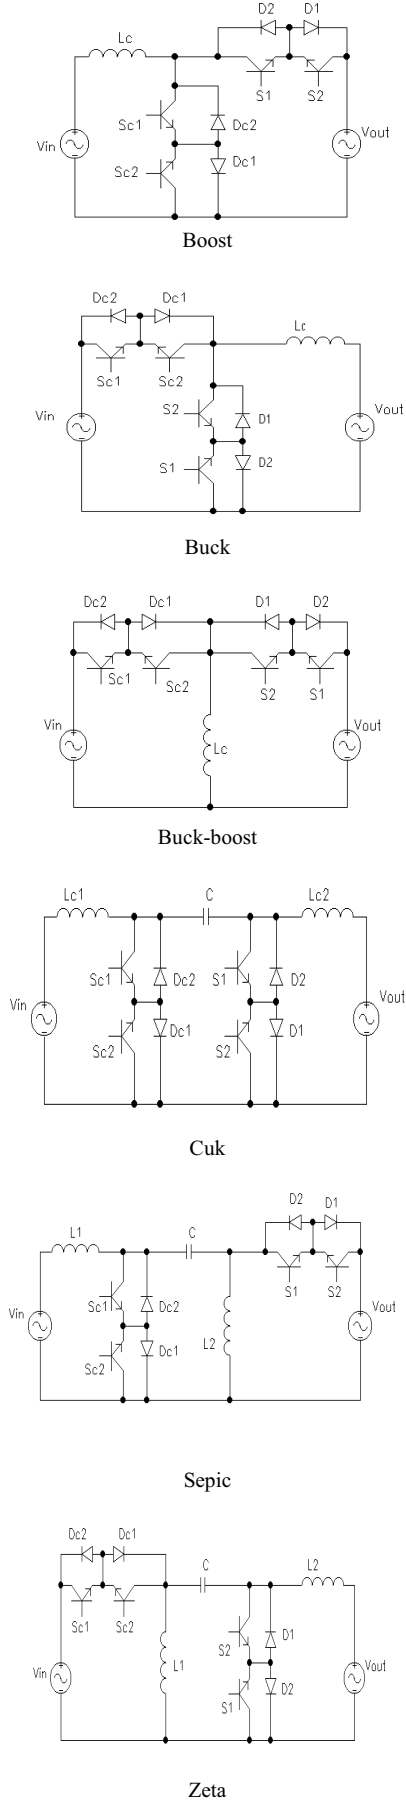 D2 D1
Lc
S1 S2
Sc1 Dc2
Vin Vout
Sc2 Dc1
Boost
Dc2 Dc1
Lc
Sc1 Sc2
Vin S2 D1 Vout
S1 D2
Buck
Dc2 Dc1 D1 D2
Sc1 Sc2 S2 S1
Vin Vout
Lc
Buck-boost
Lc1 C Lc2
Sc1 Dc2 S1 D2
Vin Vout
Sc2 Dc1 S2 D1
Cuk
D2 D1
L1 C
S1 S2
Sc1 Dc2
Vin Vout
L2
Sc2 Dc1
Sepic
Dc2 Dc1
C L2
Sc1 Sc2
S2 D1
Vin L1 Vout
S1 D2
Zeta